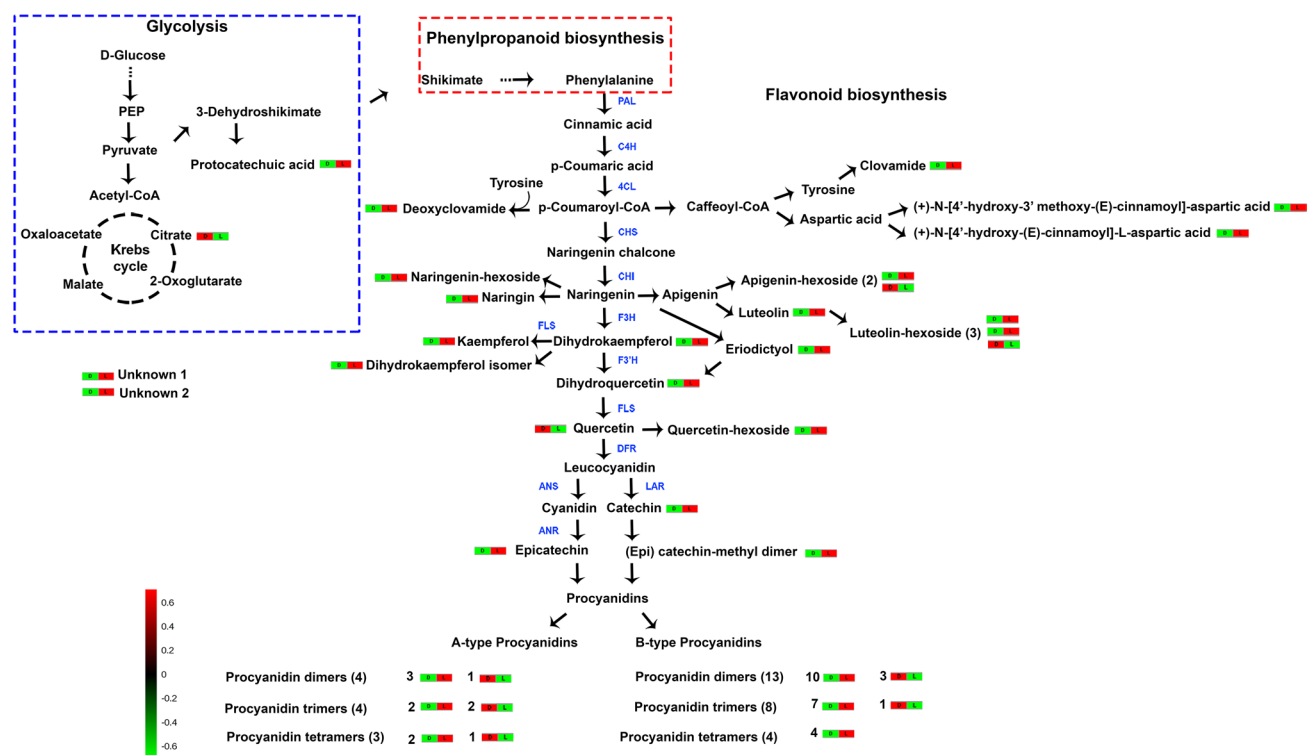 Glycolysis
D-Glucose
PEP
3-Dehydroshikimate
Pyruvate
Protocatechuic acid D L
Acetyl-CoA
Oxaloacetate
Citrate D L
Krebs
cycle
Malate
2-Oxoglutarate
Phenylpropanoid biosynthesis
Shikimate
Phenylalanine
Flavonoid biosynthesis
PAL
Cinnamic acid
C4H
p-Coumaric acid
4CL
Tyrosine
D L Deoxyclovamide
p-Coumaroyl-CoA
Caffeoyl-CoA
Tyrosine
Clovamide D L
Aspartic acid
(+)-N-[4’-hydroxy-3’ methoxy-(E)-cinnamoyl]-aspartic acid D L
(+)-N-[4’-hydroxy-(E)-cinnamoyl]-L-aspartic acid D L
CHS
Naringenin chalcone
CHI
D L Naringenin-hexoside
D L Naringin
Naringenin
Apigenin
Apigenin-hexoside (2) D L
D L
Luteolin D L
Luteolin-hexoside (3) D L
D L
D L
F3H
FLS
D L Kaempferol
Dihydrokaempferol D L
Eriodictyol D L
D L Dihydrokaempferol isomer
F3'H
Dihydroquercetin D L
D L Unknown 1
D L Unknown 2
FLS
D L Quercetin
Quercetin-hexoside D L
DFR
Leucocyanidin
ANS
LAR
Cyanidin
Catechin D L
ANR
D L Epicatechin
(Epi) catechin-methyl dimer D L
Procyanidins
A-type Procyanidins
B-type Procyanidins
0.6
0.4
0.2
0
-0.2
-0.4
-0.6
Procyanidin dimers (4) 3 D L 1 D L
Procyanidin trimers (4) 2 D L 2 D L
Procyanidin tetramers (3) 2 D L 1 D L
Procyanidin dimers (13) 10 D L 3 D L
Procyanidin trimers (8) 7 D L 1 D L
Procyanidin tetramers (4) 4 D L